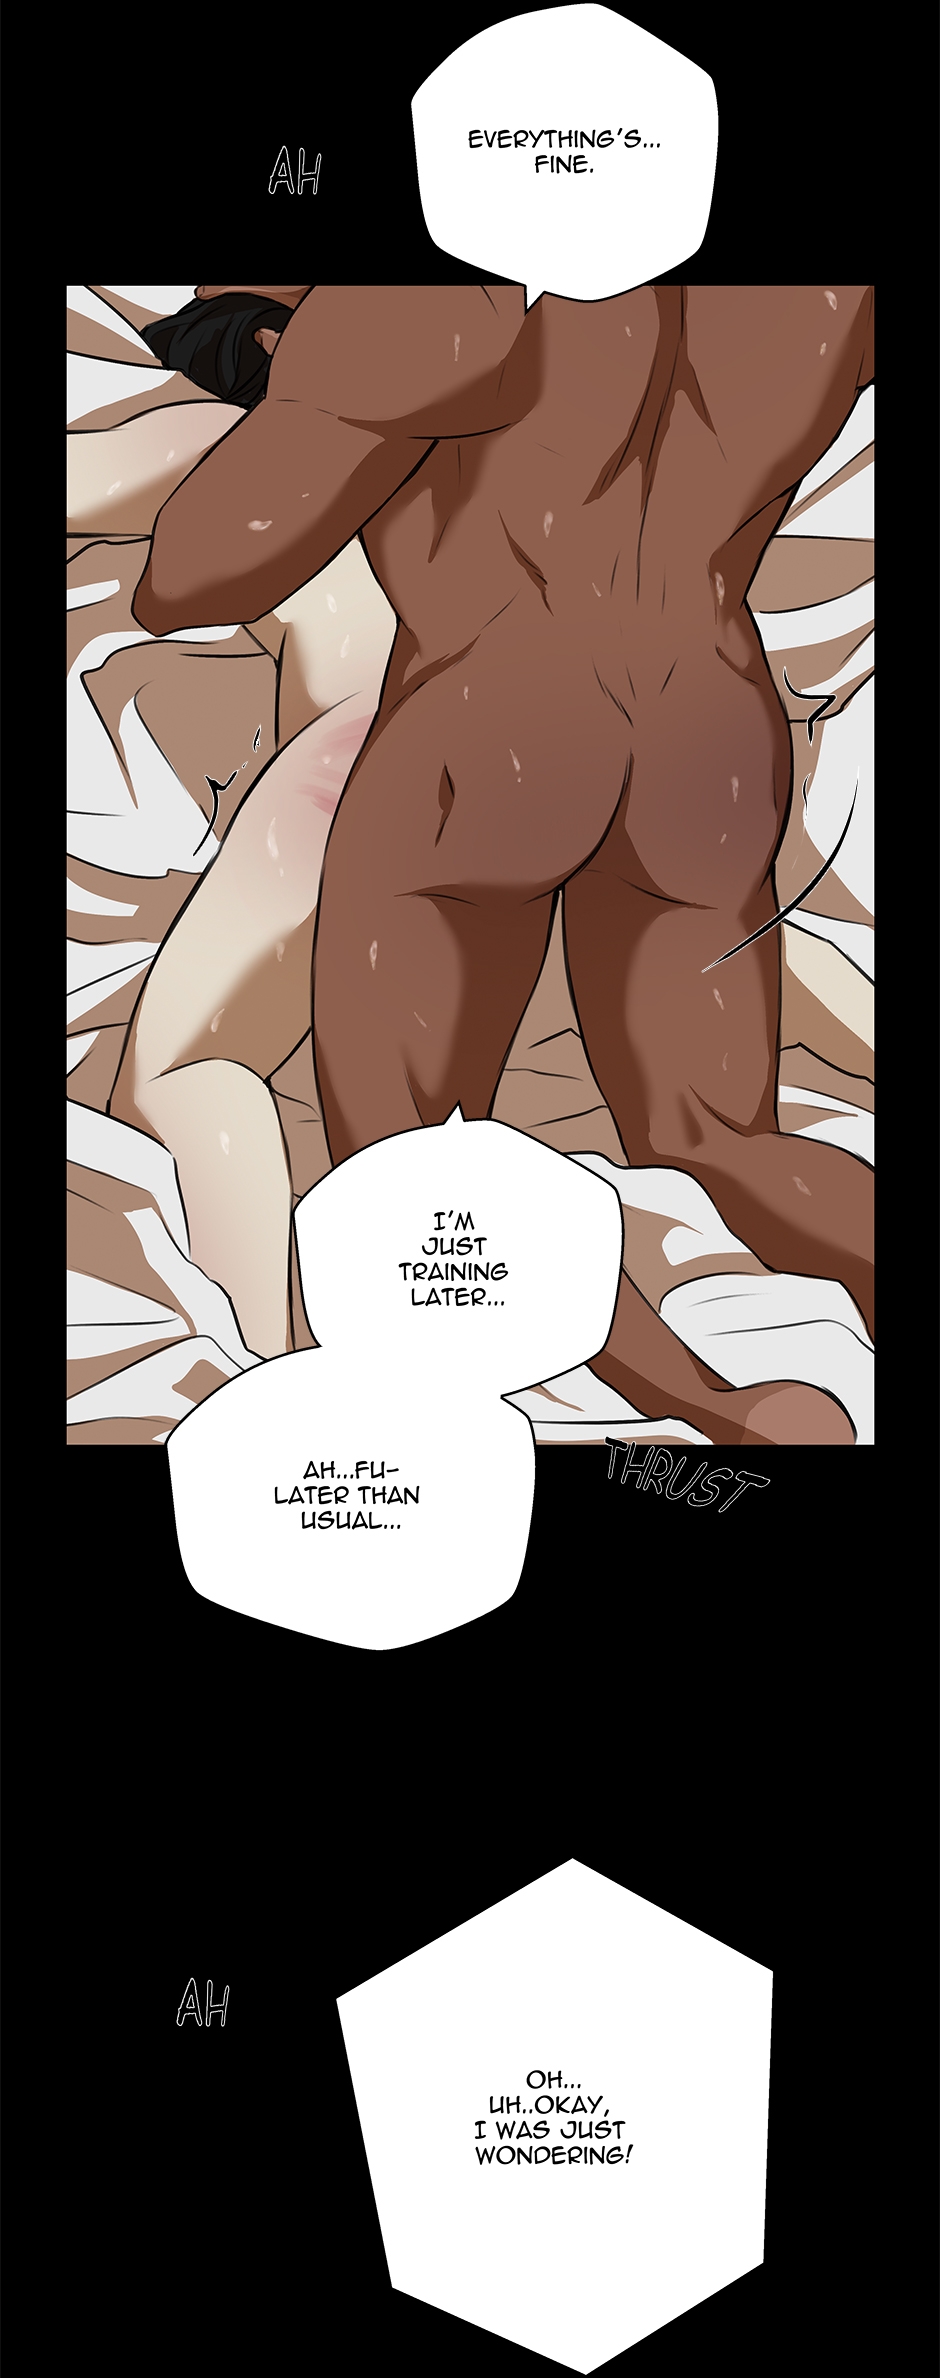 EVERYTHING'S...
FINE.
AH
I'M
JUST
TRAINING
LATER...
AH...FU-
LATER THAN
USUAL...
THRUST
AH
OH...
UH..OKAY,
I WAS JUST
WONDERING!